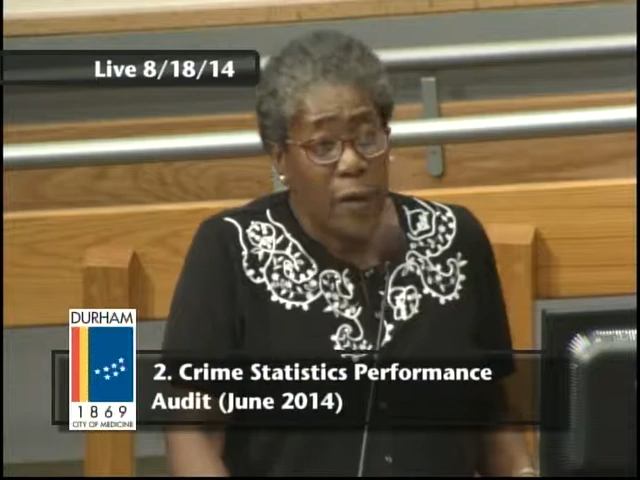 Live 8/18/14
DURHAM
1869
CITY OF MEDICINE
2. Crime Statistics Performance
Audit (June 2014)